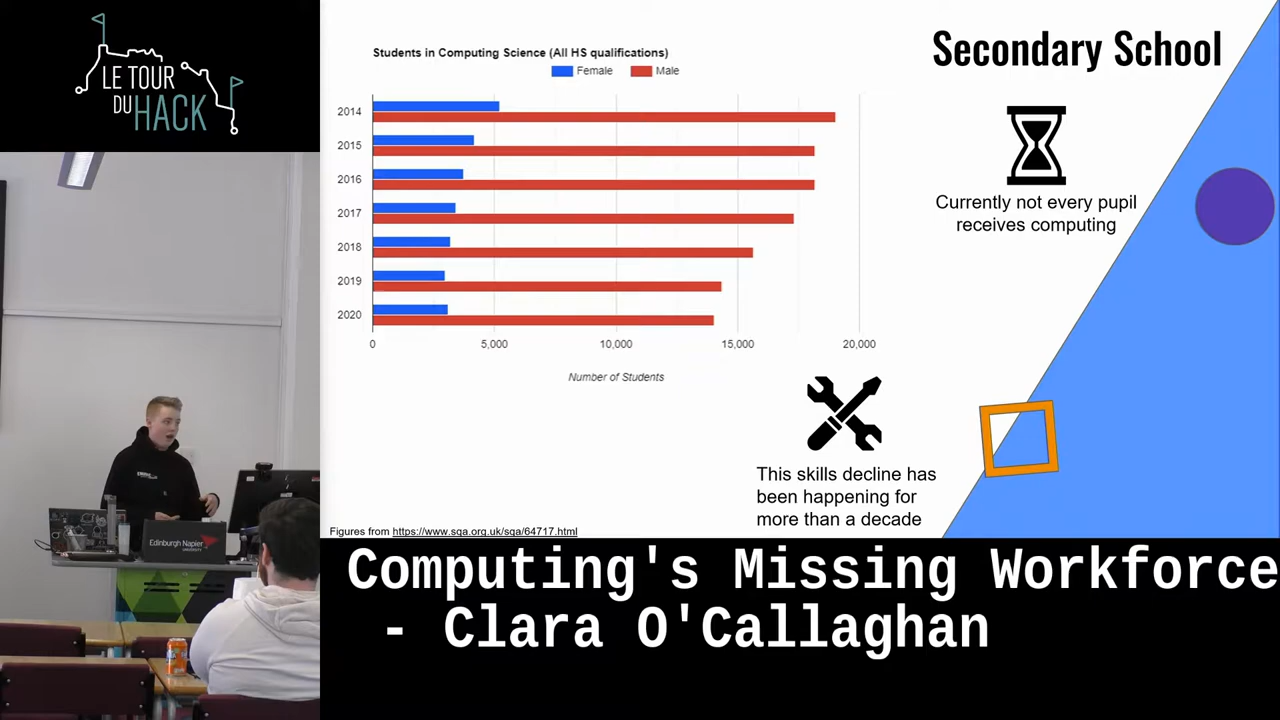 LE TOUR
DU HACK
Students in Computing Science (All HS qualifications)
Female Male
2014
2015
2016
2017
2018
2019
2020
0 5,000 10,000 15,000 20,000
Number of Students
Secondary School
Currently not every pupil
receives computing
This skills decline has
been happening for
more than a decade
Figures from https://www.sqa.org.uk/sqa/64717.html
Edinburgh Napier
UNIVERSITY
Computing's Missing Workforce
- Clara O'Callaghan